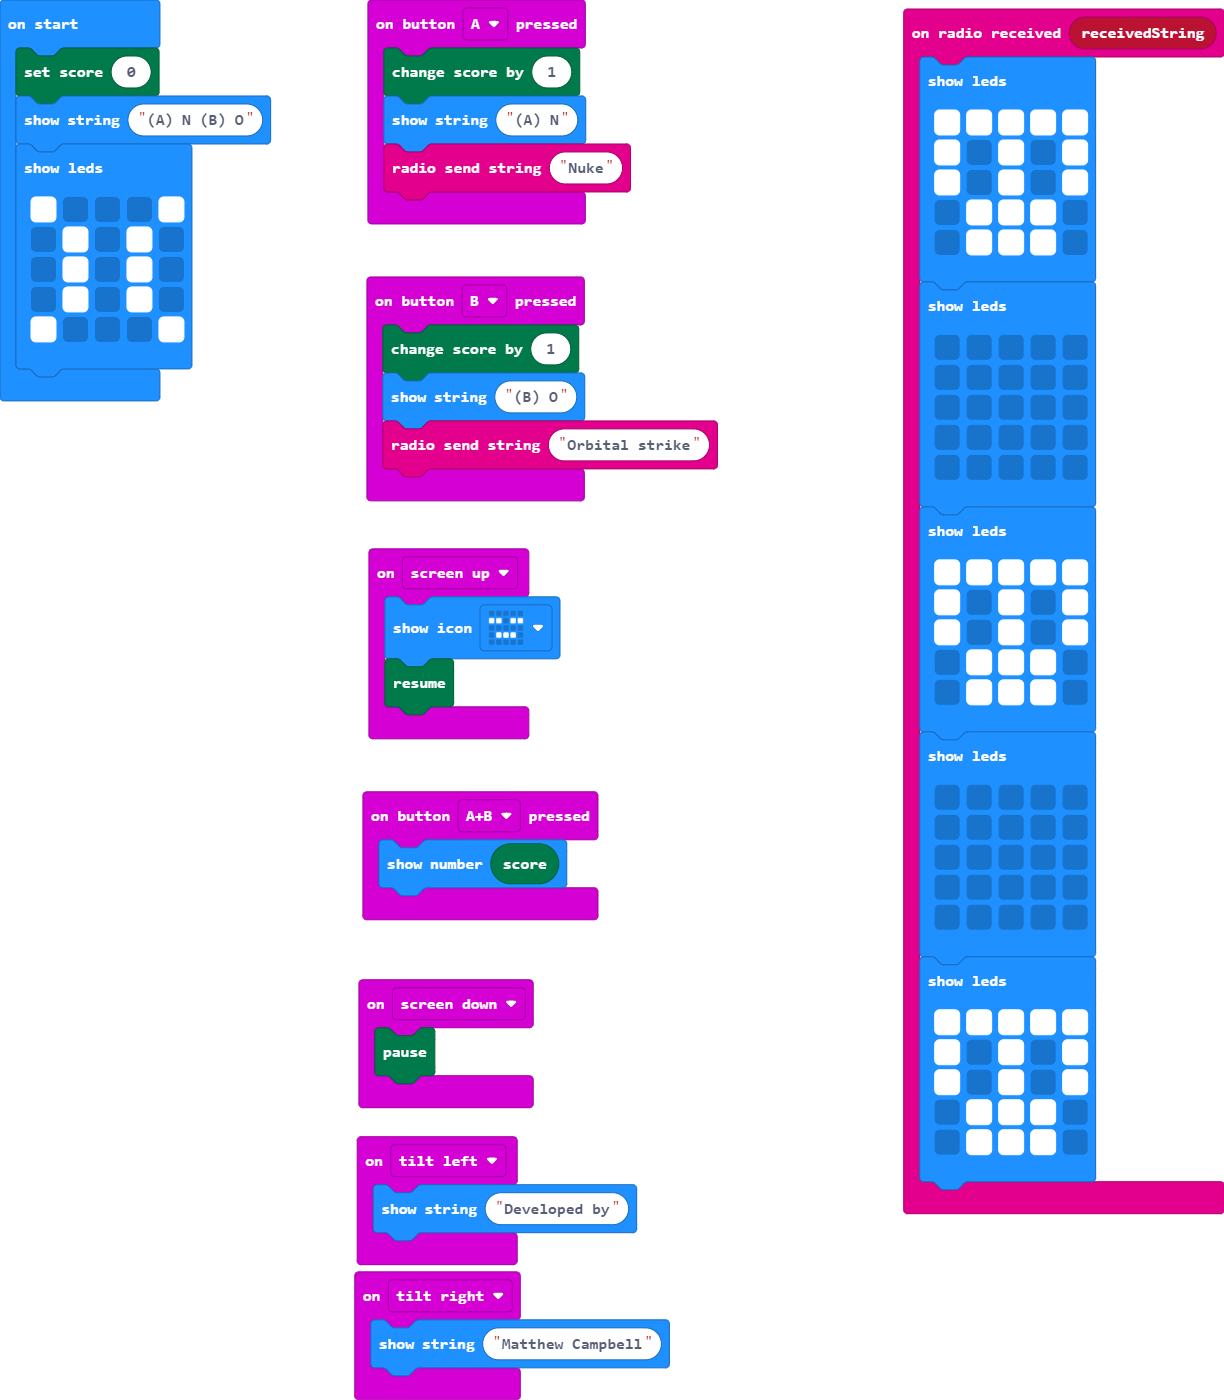 on start
set score 0
show string "(A) N (B) O"
show leds
on button A pressed
change score by 1
show string "(A) N"
radio send string "Nuke"
on button B pressed
change score by 1
show string "(B) O"
radio send string "Orbital strike"
on screen up
show icon
resume
on button A+B pressed
show number score
on screen down
pause
on tilt left
show string "Developed by"
on tilt right
show string "Matthew Campbell"
on radio received receivedString
show leds
show leds
show leds
show leds
show leds